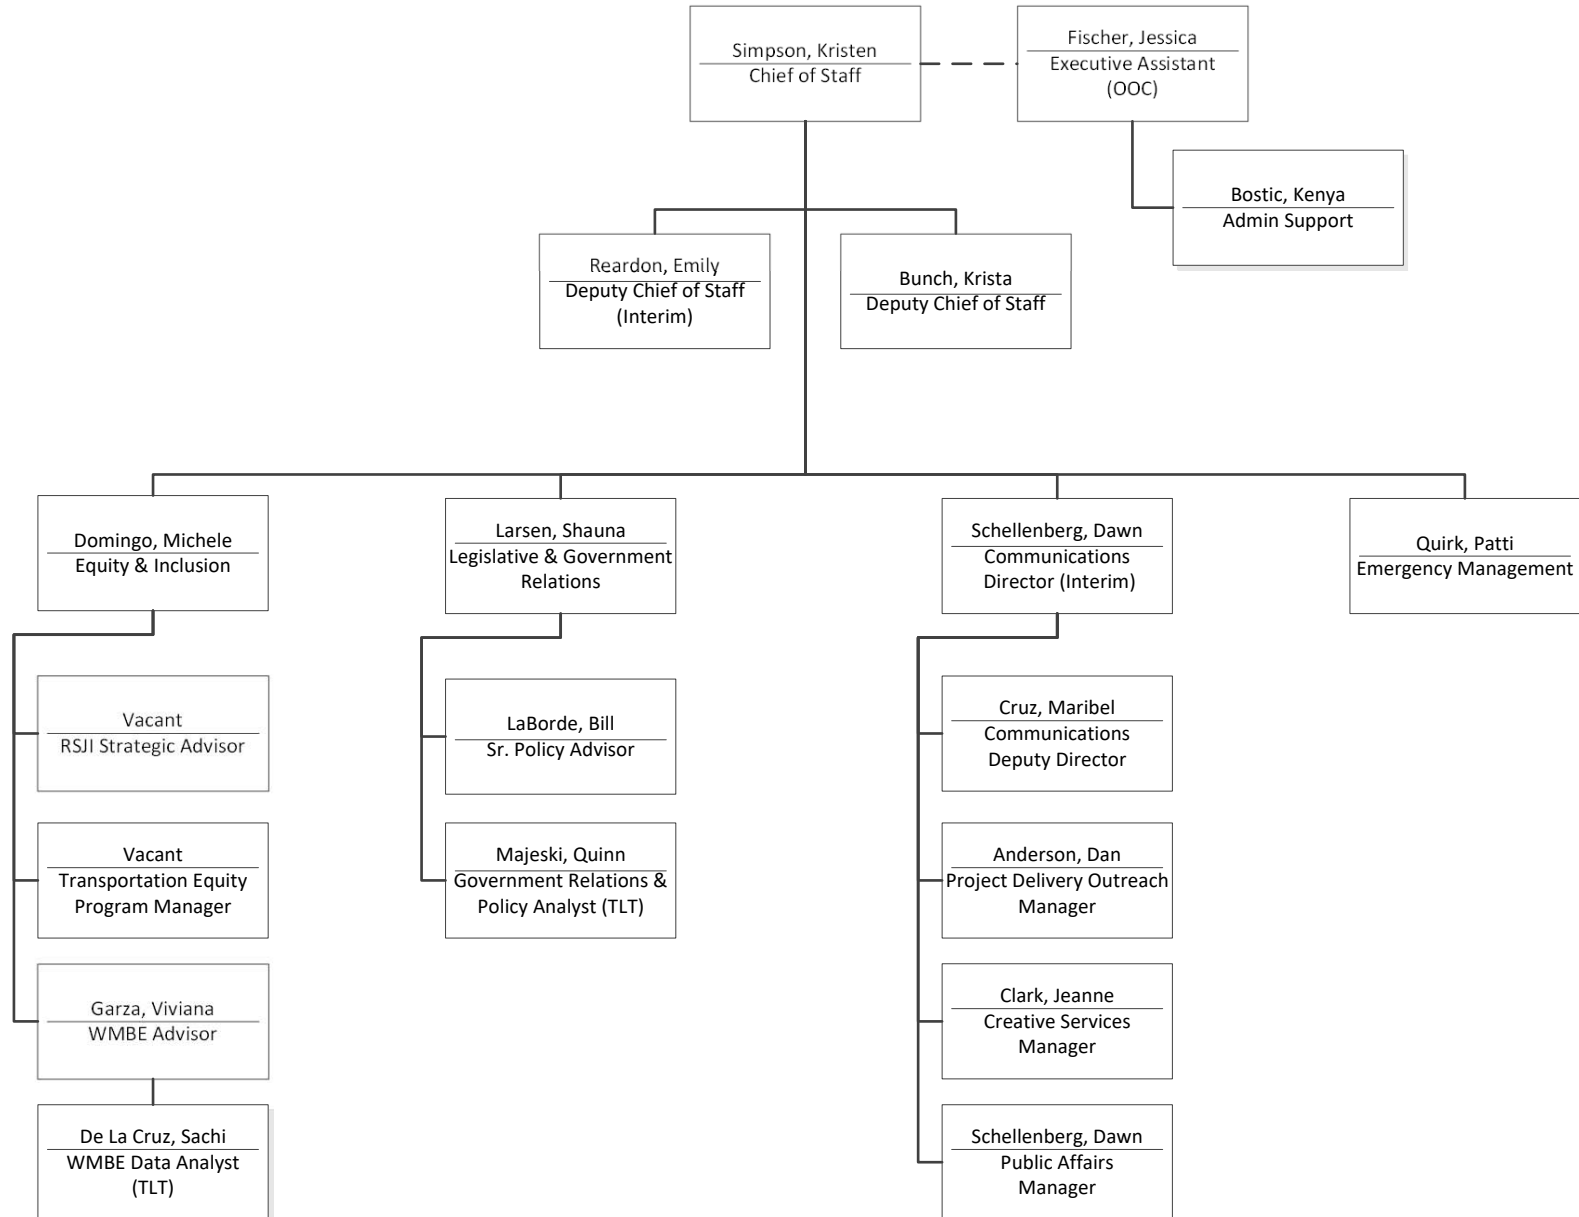 Simpson, Kristen
Chief of Staff
Fischer, Jessica
Executive Assistant
(OOC)
Bostic, Kenya
Admin Support
Reardon, Emily
Deputy Chief of Staff
(Interim)
Bunch, Krista
Deputy Chief of Staff
Domingo, Michele
Equity & Inclusion
Larsen, Shauna
Legislative & Government
Relations
Schellenberg, Dawn
Communications
Director (Interim)
Quirk, Patti
Emergency Management
Vacant
RSJI Strategic Advisor
LaBorde, Bill
Sr. Policy Advisor
Cruz, Maribel
Communications
Deputy Director
Vacant
Transportation Equity
Program Manager
Majeski, Quinn
Government Relations &
Policy Analyst (TLT)
Anderson, Dan
Project Delivery Outreach
Manager
Garza, Viviana
WMBE Advisor
Clark, Jeanne
Creative Services
Manager
De La Cruz, Sachi
WMBE Data Analyst
(TLT)
Schellenberg, Dawn
Public Affairs
Manager